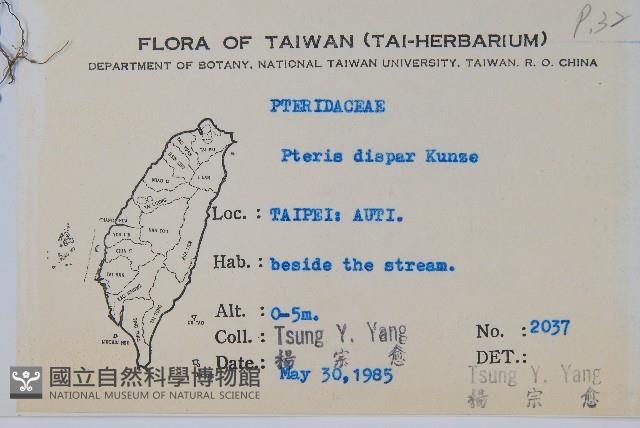 P.32
FLORA OF TAIWAN (TAI-HERBARIUM)
DEPARTMENT OF BOTANY, NATIONAL TAIWAN UNIVERSITY, TAIWAN, R. O. CHINA
PTERIDACEAE
Pteris dispar Kunze
Loc. : TAIPEI: AUTI.
Hab. : beside the stream.
Alt. : 0-5m.
Coll. : Tsung Y. Yang
楊 宗 愈
No. : 2037
Date: May 30,1985
DET.:
Tsung Y. Yang
楊 宗 愈
國立自然科學博物館
NATIONAL MUSEUM OF NATURAL SCIENCE